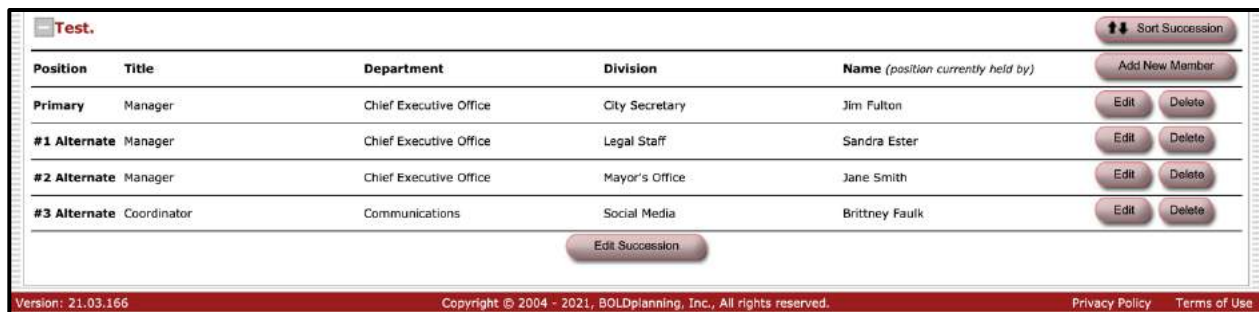 Test. Sort Succession
Position Title Department Division Name (position currently held by) Add New Member
Primary Manager Chief Executive Office City Secretary Jim Fulton Edit Delete
#1 Alternate Manager Chief Executive Office Legal Staff Sandra Ester Edit Delete
#2 Alternate Manager Chief Executive Office Mayor's Office Jane Smith Edit Delete
#3 Alternate Coordinator Communications Social Media Brittney Faulk Edit Delete
Edit Succession
Version: 21.03.166 Copyright © 2004 - 2021, BOLDplanning, Inc., All rights reserved. Privacy Policy Terms of Use